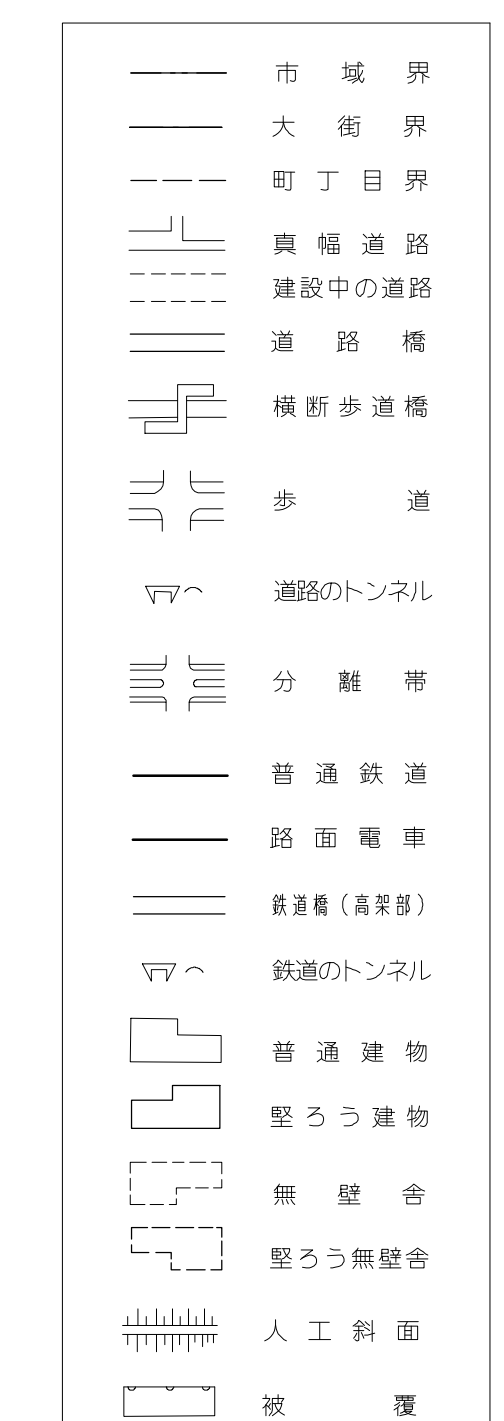 市域界
大街界
町丁目界
真幅道路
建設中の道路
道路橋
横断歩道橋
歩道
道路のトンネル
分離帯
普通鉄道
路面電車
鉄道橋(高架部)
鉄道のトンネル
普通建物
堅ろう建物
無壁舎
堅ろう無壁舎
人工斜面
被覆